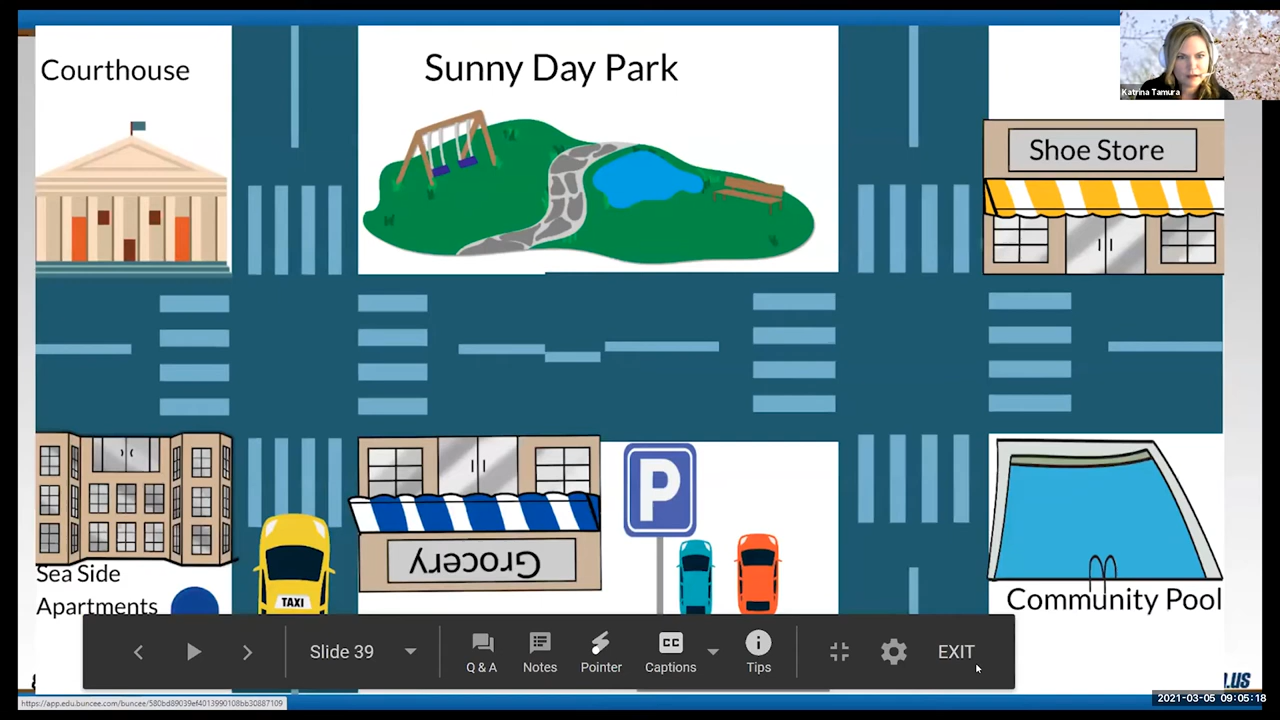 Courthouse
Sunny Day Park
Katrina Tamura
Shoe Store
Grocery
P
TAXI
Sea Side
Apartments
Community Pool
Slide 39
Q & A
Notes
Pointer
CC
Captions
Tips
EXIT
.US
https://app.edu.buncee.com/buncee/580bd89039ef4013990108bb30887109
2021-03-05 09:05:18